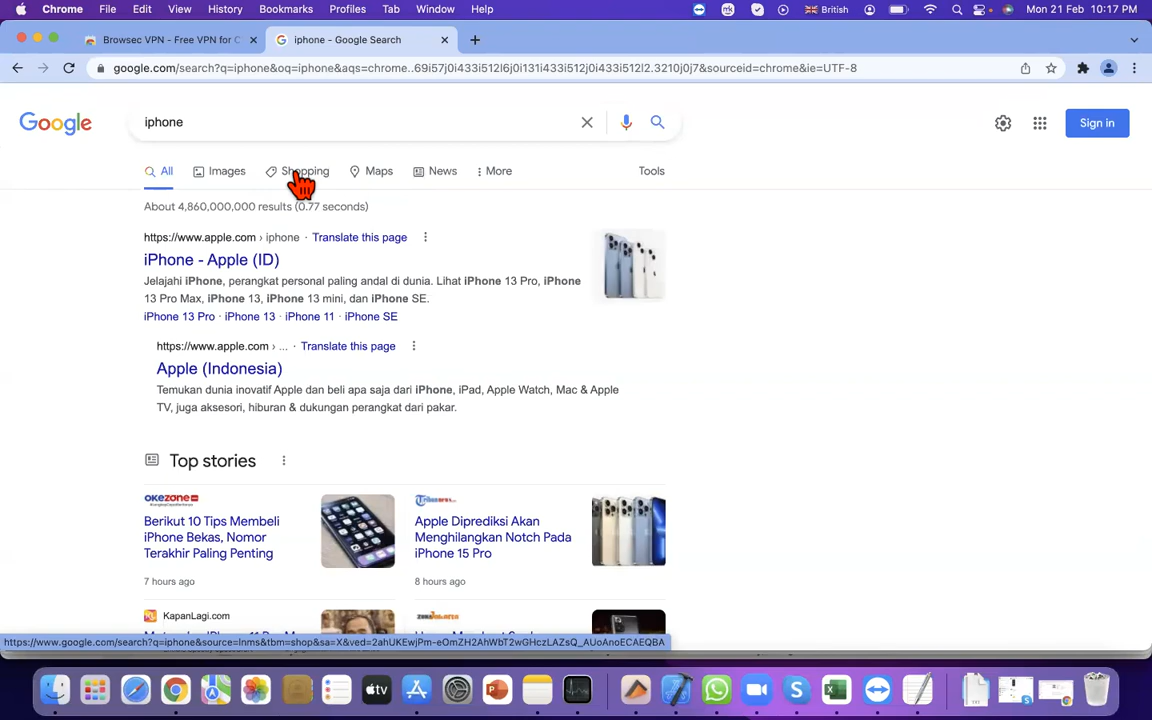 Chrome File Edit View History Bookmarks Profiles Tab Window Help mk British Mon 21 Feb 10:17 PM
Browsec VPN - Free VPN for C
iphone - Google Search
google.com/search?q=iphone&oq=iphone&aqs=chrome..69i57j0i433i512l6j0i131i433i512j0i433i512l2.3210j0j7&sourceid=chrome&ie=UTF-8
Google
iphone
Sign in
All Images Shopping Maps News More Tools
About 4,860,000,000 results (0.77 seconds)
https://www.apple.com › iphone · Translate this page
iPhone - Apple (ID)
Jelajahi iPhone, perangkat personal paling andal di dunia. Lihat iPhone 13 Pro, iPhone
13 Pro Max, iPhone 13, iPhone 13 mini, dan iPhone SE.
iPhone 13 Pro · iPhone 13 · iPhone 11 · iPhone SE
https://www.apple.com › ... · Translate this page
Apple (Indonesia)
Temukan dunia inovatif Apple dan beli apa saja dari iPhone, iPad, Apple Watch, Mac & Apple
TV, juga aksesori, hiburan & dukungan perangkat dari pakar.
Top stories
OKEZONE
Berikut 10 Tips Membeli
iPhone Bekas, Nomor
Terakhir Paling Penting
7 hours ago
Apple Diprediksi Akan
Menghilangkan Notch Pada
iPhone 15 Pro
8 hours ago
KapanLagi.com
tv